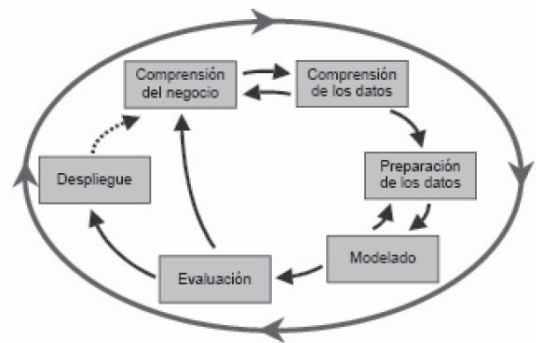 Comprensión
del negocio
Comprensión
de los datos
Preparación
de los datos
Modelado
Evaluación
Despliegue